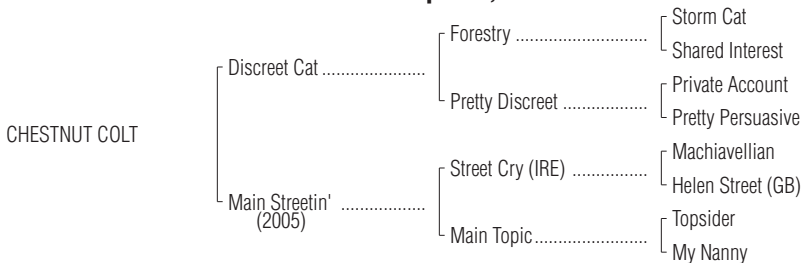 Storm Cat
Forestry ................................
Shared Interest
Discreet Cat ......................
Private Account
Pretty Discreet ......................
Pretty Persuasive
CHESTNUT COLT
Machiavellian
Street Cry (IRE) ...................
Helen Street (GB)
Main Streetin' ..................
(2005)
Topsider
Main Topic ............................
My Nanny